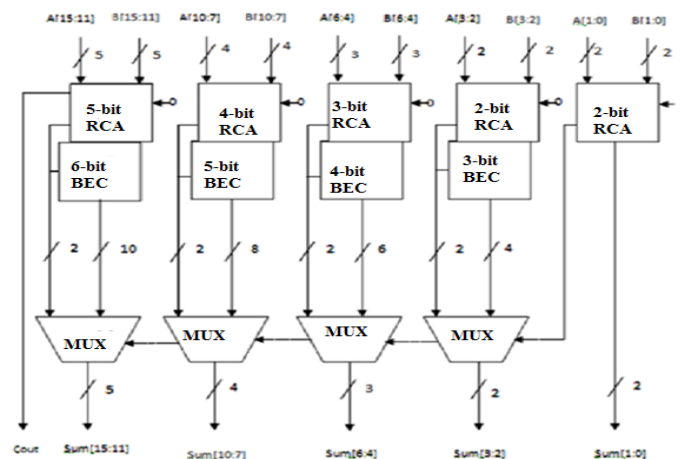 A[15:11] B[15:11] A[10:7] B[10:7] A[6:4] B[6:4] A[3:2] B[3:2] A[1:0] B[1:0]
5 5 4 4 3 3 2 2 2 2
5-bit RCA
0
4-bit RCA
0
3-bit RCA
0
2-bit RCA
0
2-bit RCA
6-bit BEC
5-bit BEC
4-bit BEC
3-bit BEC
2 10 2 8 2 6 2 4
MUX MUX MUX MUX
5 4 3 2 2
Cout Sum[15:11] Sum[10:7] Sum[6:4] Sum[3:2] Sum[1:0]